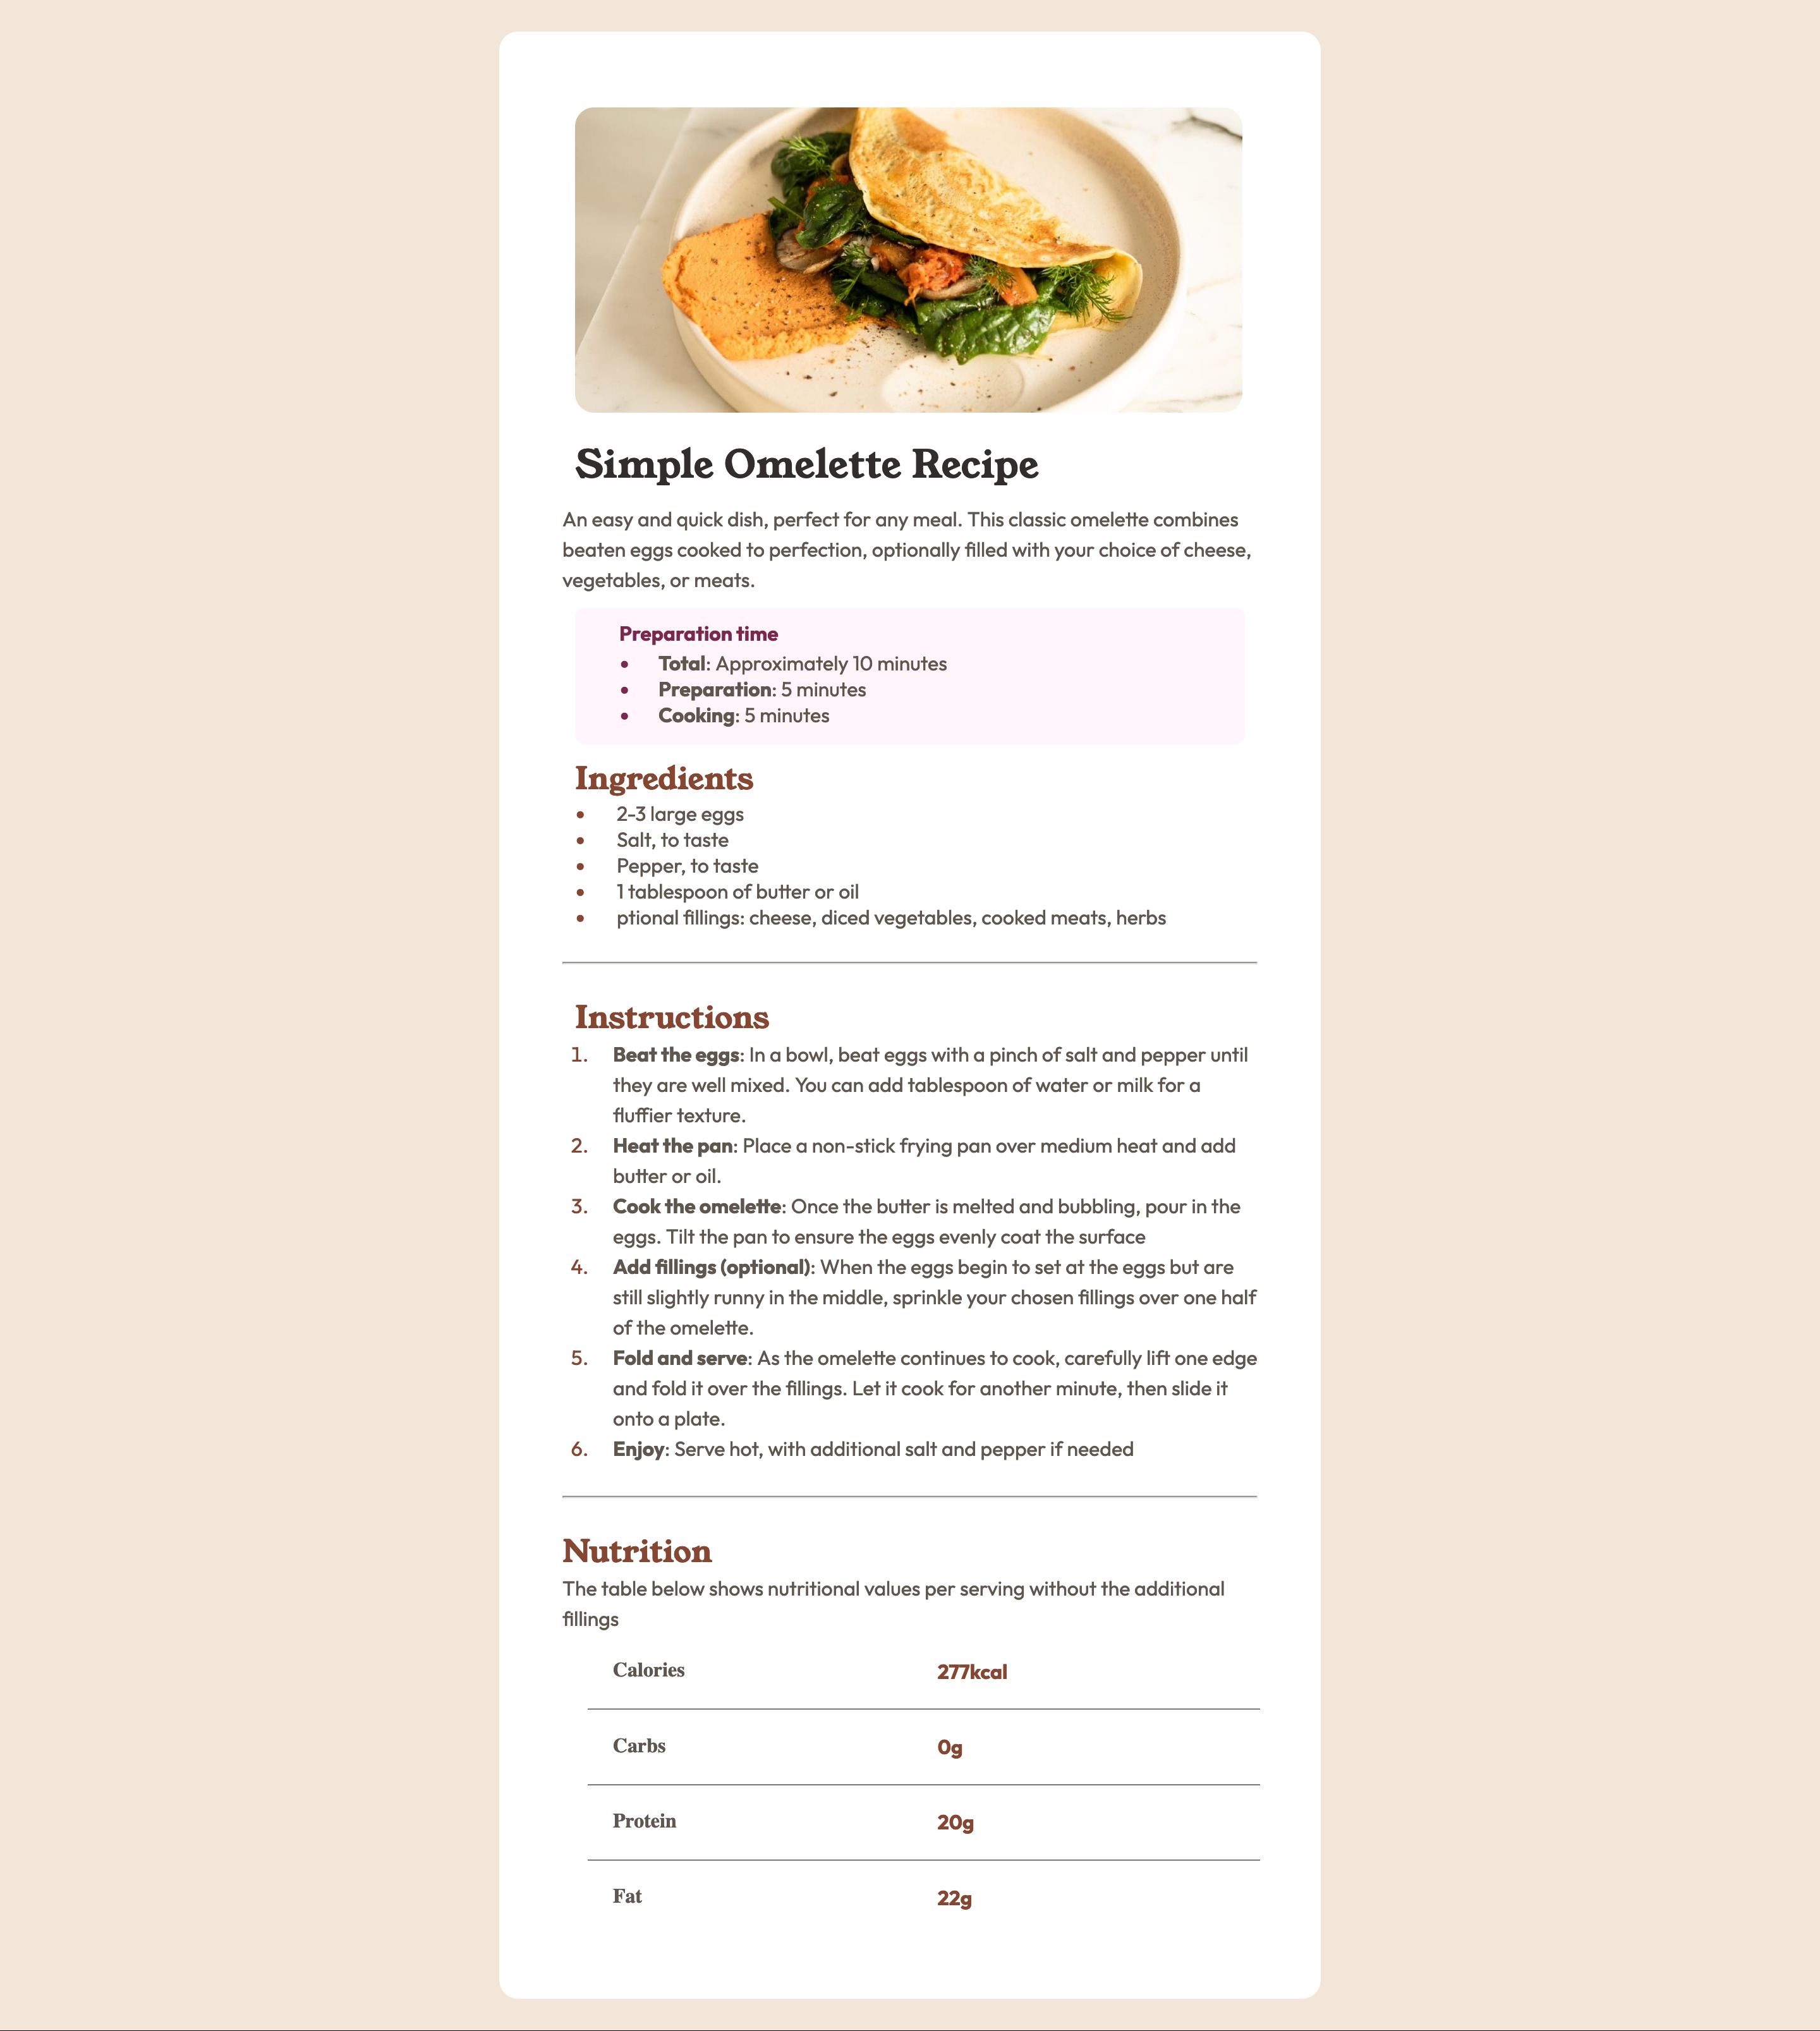 Simple Omelette Recipe
An easy and quick dish, perfect for any meal. This classic omelette combines
beaten eggs cooked to perfection, optionally filled with your choice of cheese,
vegetables, or meats.
Preparation time
• Total: Approximately 10 minutes
• Preparation: 5 minutes
• Cooking: 5 minutes
Ingredients
• 2-3 large eggs
• Salt, to taste
• Pepper, to taste
• 1 tablespoon of butter or oil
• ptional fillings: cheese, diced vegetables, cooked meats, herbs
Instructions
1. Beat the eggs: In a bowl, beat eggs with a pinch of salt and pepper until
they are well mixed. You can add tablespoon of water or milk for a
fluffier texture.
2. Heat the pan: Place a non-stick frying pan over medium heat and add
butter or oil.
3. Cook the omelette: Once the butter is melted and bubbling, pour in the
eggs. Tilt the pan to ensure the eggs evenly coat the surface
4. Add fillings (optional): When the eggs begin to set at the eggs but are
still slightly runny in the middle, sprinkle your chosen fillings over one half
of the omelette.
5. Fold and serve: As the omelette continues to cook, carefully lift one edge
and fold it over the fillings. Let it cook for another minute, then slide it
onto a plate.
6. Enjoy: Serve hot, with additional salt and pepper if needed
Nutrition
The table below shows nutritional values per serving without the additional
fillings
Calories 277kcal
Carbs 0g
Protein 20g
Fat 22g